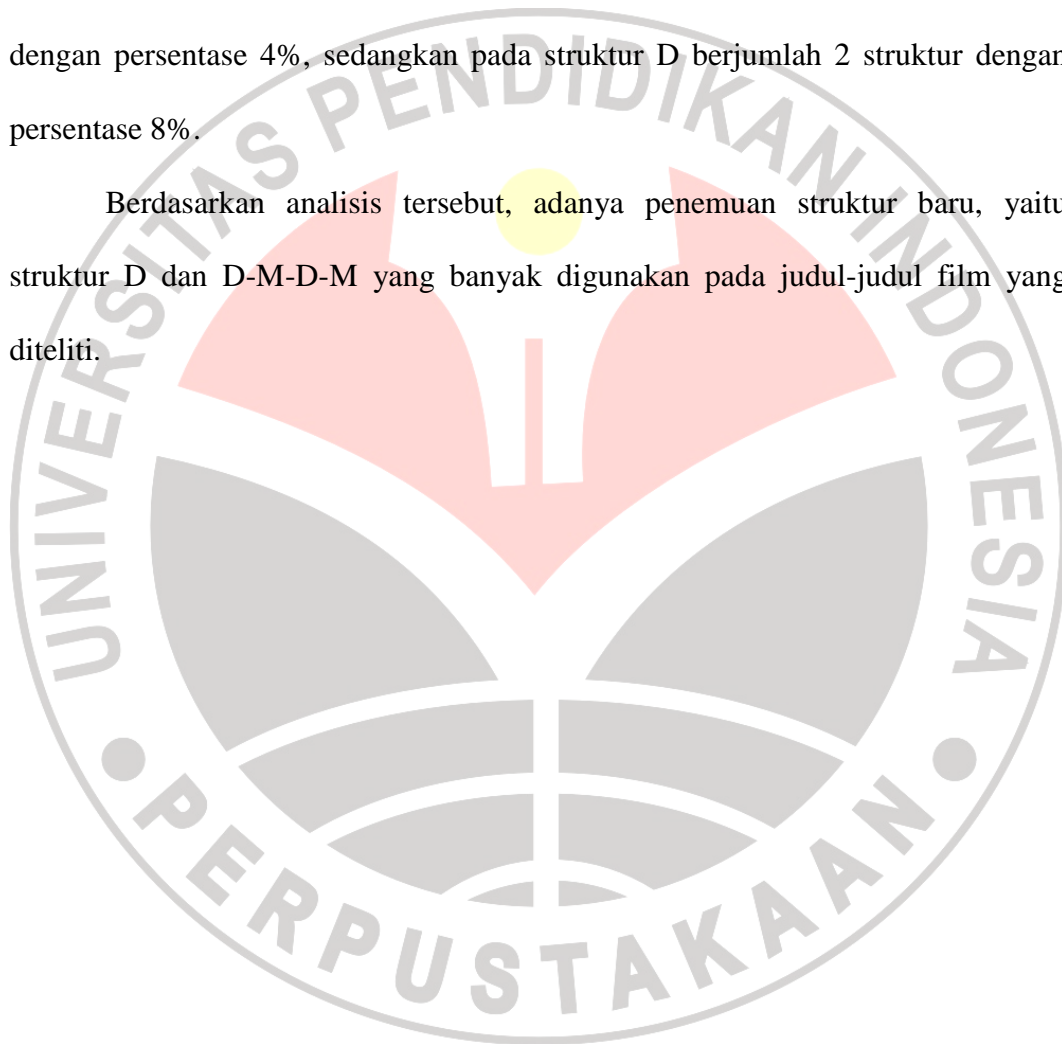 dengan persentase 4%, sedangkan pada struktur D berjumlah 2 struktur dengan
persentase 8%.
Berdasarkan analisis tersebut, adanya penemuan struktur baru, yaitu
struktur D dan D-M-D-M yang banyak digunakan pada judul-judul film yang
diteliti.
UNIVERSITAS PENDIDIKAN INDONESIA
PERPUSTAKAAN